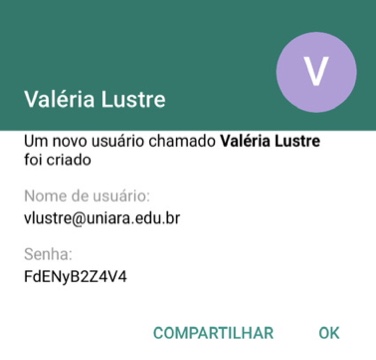 V
Valéria Lustre
Um novo usuário chamado Valéria Lustre
foi criado
Nome de usuário:
vlustre@uniara.edu.br
Senha:
FdENyB2Z4V4
COMPARTILHAR OK